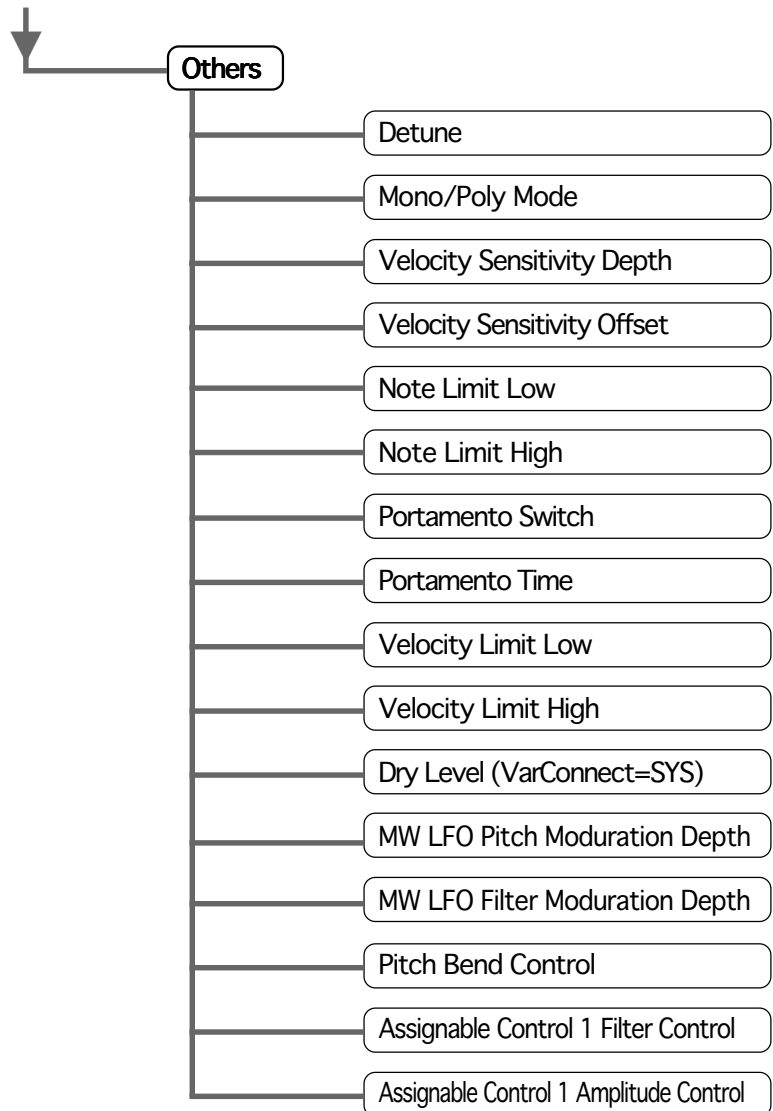 Others
Detune
Mono/Poly Mode
Velocity Sensitivity Depth
Velocity Sensitivity Offset
Note Limit Low
Note Limit High
Portamento Switch
Portamento Time
Velocity Limit Low
Velocity Limit High
Dry Level (VarConnect=SYS)
MW LFO Pitch Moduration Depth
MW LFO Filter Moduration Depth
Pitch Bend Control
Assignable Control 1 Filter Control
Assignable Control 1 Amplitude Control